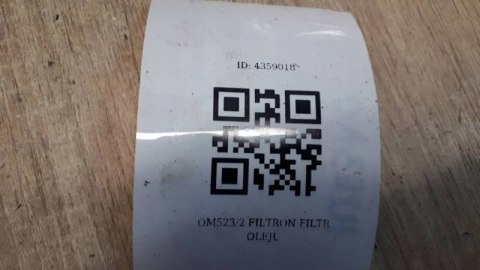 ID: 4359018
OM523/2 FILTRON FILTR
OLEJU